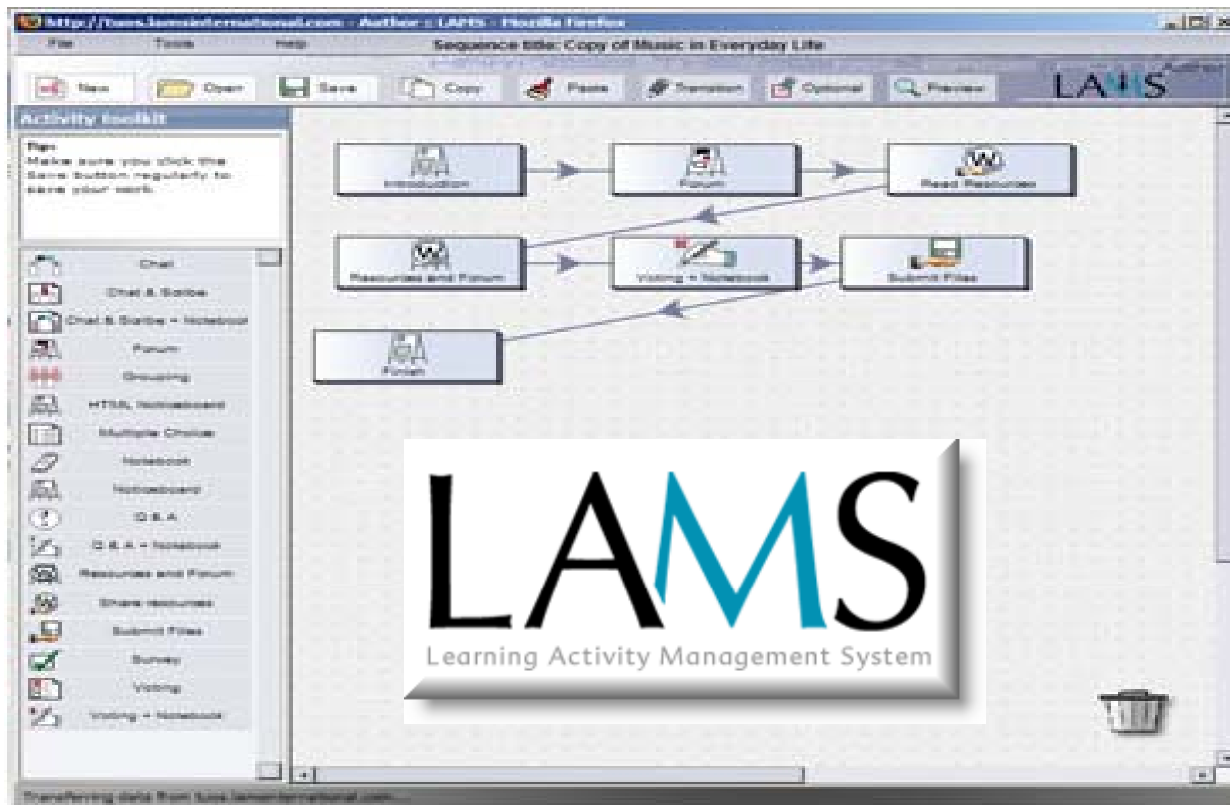 http://tuos.lamsinternational.com - Author :: LAMS - Mozilla Firefox
File Tools Help Sequence title: Copy of Music in Everyday Life
New Open Save Copy Paste Transition Optional Preview LAMS
Activity toolkit
Tips:
Make sure you click the
Save button regularly to
save your work.
Introduction Forum Read Resources
Resources and Forum Voting + Notebook Submit Files
Finish
Chat
Chat & Scribe
Chat & Scribe + Notebook
Forum
Grouping
HTML Noticeboard
Multiple Choice
Notebook
Noticeboard
Q & A
Q & A + Notebook
Resources and Forum
Share resources
Submit Files
Survey
Voting
Voting + Notebook
LAMS
Learning Activity Management System
Transferring data from tuos.lamsinternational.com...